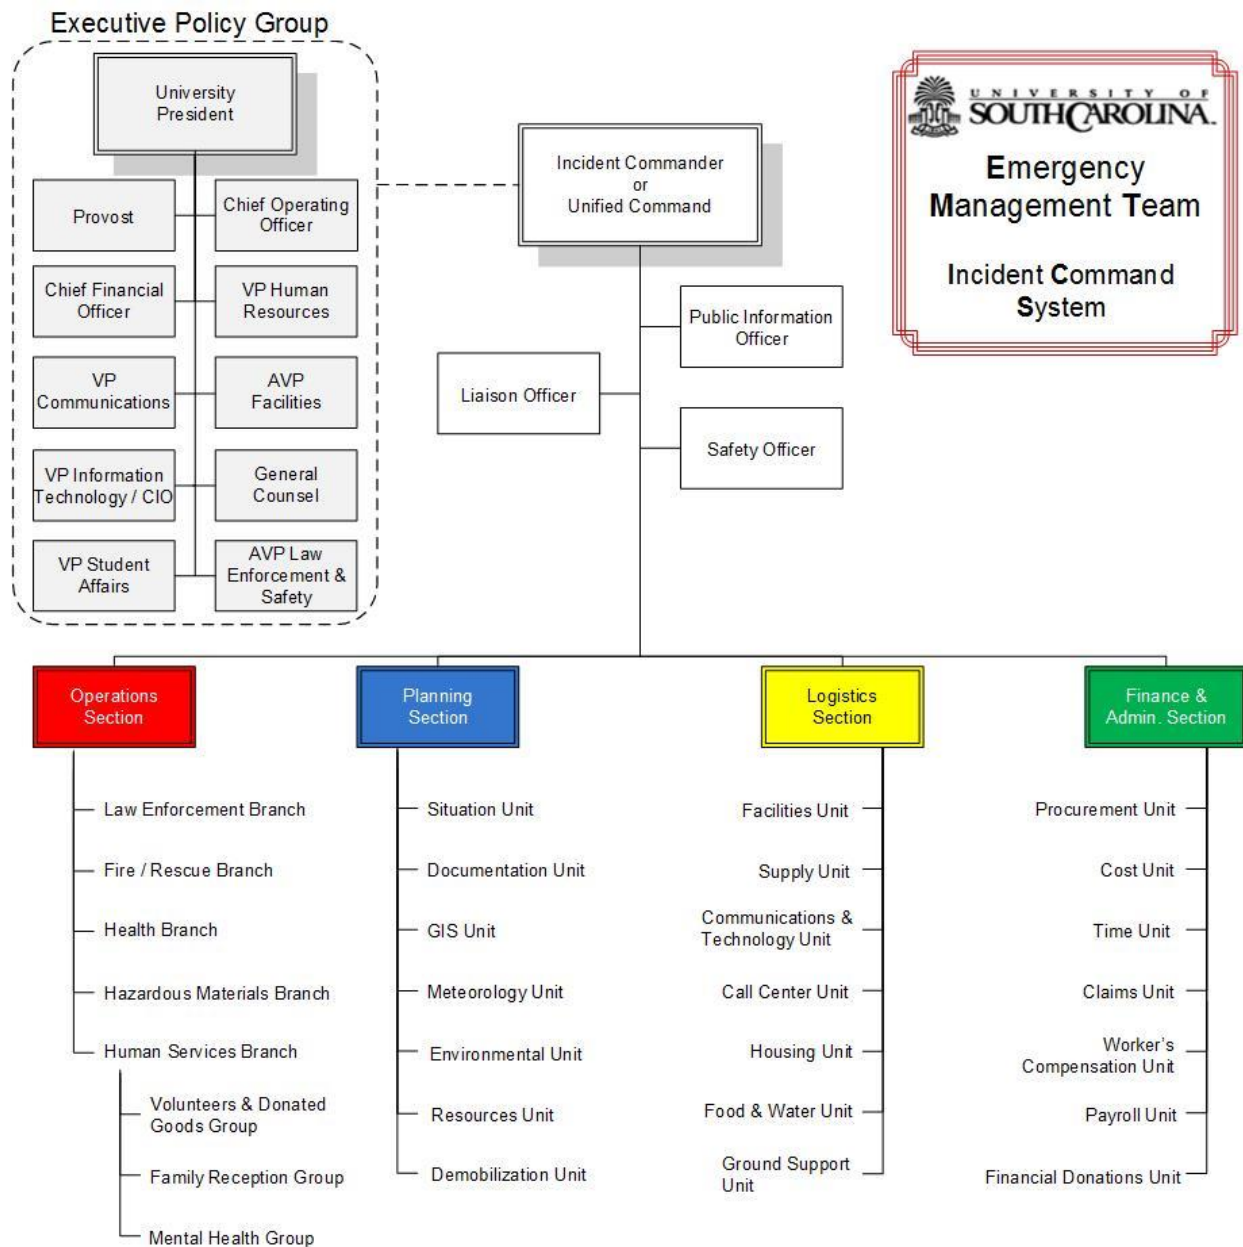 Executive Policy Group
University
President
Provost
Chief Operating
Officer
Chief Financial
Officer
VP Human
Resources
VP
Communications
AVP
Facilities
VP Information
Technology / CIO
General
Counsel
VP Student
Affairs
AVP Law
Enforcement &
Safety
Incident Commander
or
Unified Command
Public Information
Officer
Liaison Officer
Safety Officer
UNIVERSITY OF
SOUTH CAROLINA
Emergency
Management Team
Incident Command
System
Operations
Section
Law Enforcement Branch
Fire / Rescue Branch
Health Branch
Hazardous Materials Branch
Human Services Branch
Volunteers & Donated
Goods Group
Family Reception Group
Mental Health Group
Planning
Section
Situation Unit
Documentation Unit
GIS Unit
Meteorology Unit
Environmental Unit
Resources Unit
Demobilization Unit
Logistics
Section
Facilities Unit
Supply Unit
Communications &
Technology Unit
Call Center Unit
Housing Unit
Food & Water Unit
Ground Support
Unit
Finance &
Admin. Section
Procurement Unit
Cost Unit
Time Unit
Claims Unit
Worker's
Compensation Unit
Payroll Unit
Financial Donations Unit